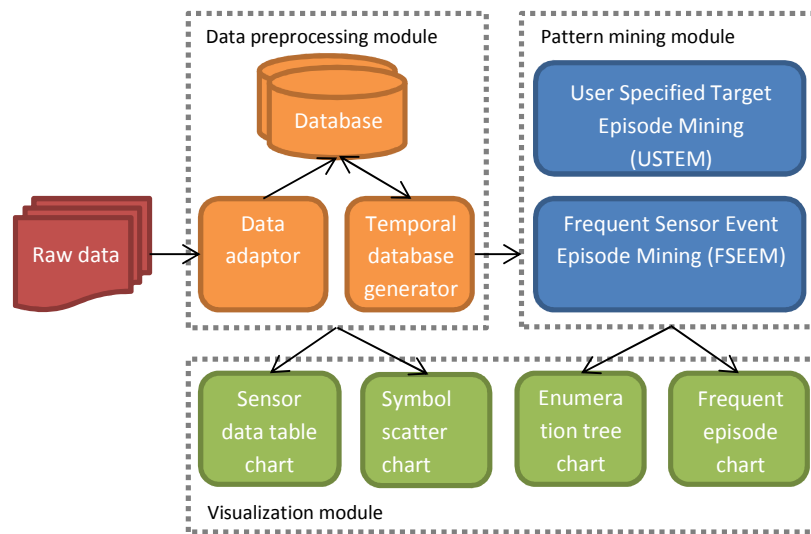 Data preprocessing module
Database
Data
adaptor
Temporal
database
generator
Raw data
Pattern mining module
User Specified Target
Episode Mining
(USTEM)
Frequent Sensor Event
Episode Mining (FSEEM)
Sensor
data table
chart
Symbol
scatter
chart
Enumera
tion tree
chart
Frequent
episode
chart
Visualization module